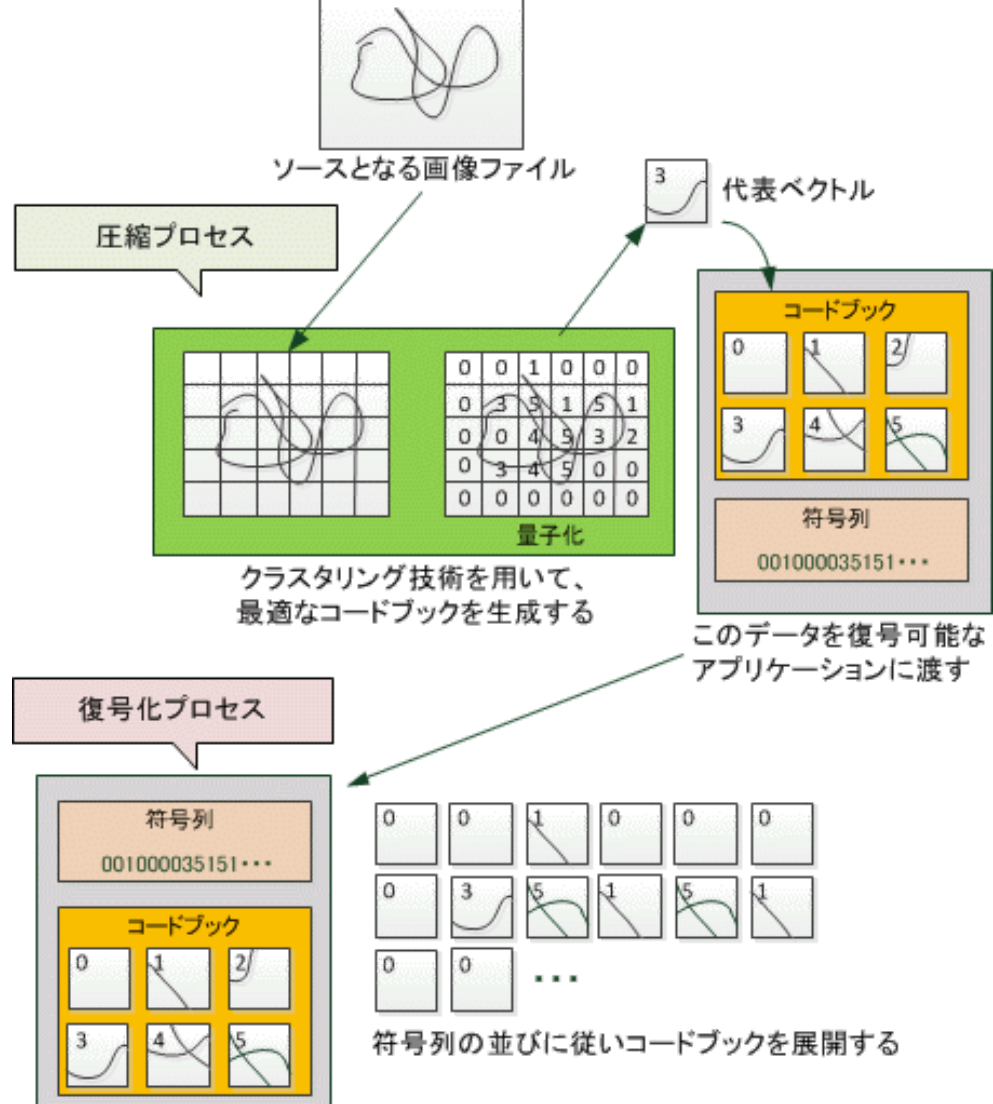 ソースとなる画像ファイル
3
代表ベクトル
圧縮プロセス
コードブック
0 1 2
3 4 5
符号列
001000035151・・・
0 0 1 0 0 0
0 3 5 1 5 1
0 0 4 5 3 2
0 3 4 5 0 0
0 0 0 0 0 0
量子化
クラスタリング技術を用いて、
最適なコードブックを生成する
このデータを復号可能な
アプリケーションに渡す
復号化プロセス
符号列
001000035151・・・
コードブック
0 1 2
3 4 5
0 0 1 0 0 0
0 3 5 1 5 1
0 0 ・・・
符号列の並びに従いコードブックを展開する